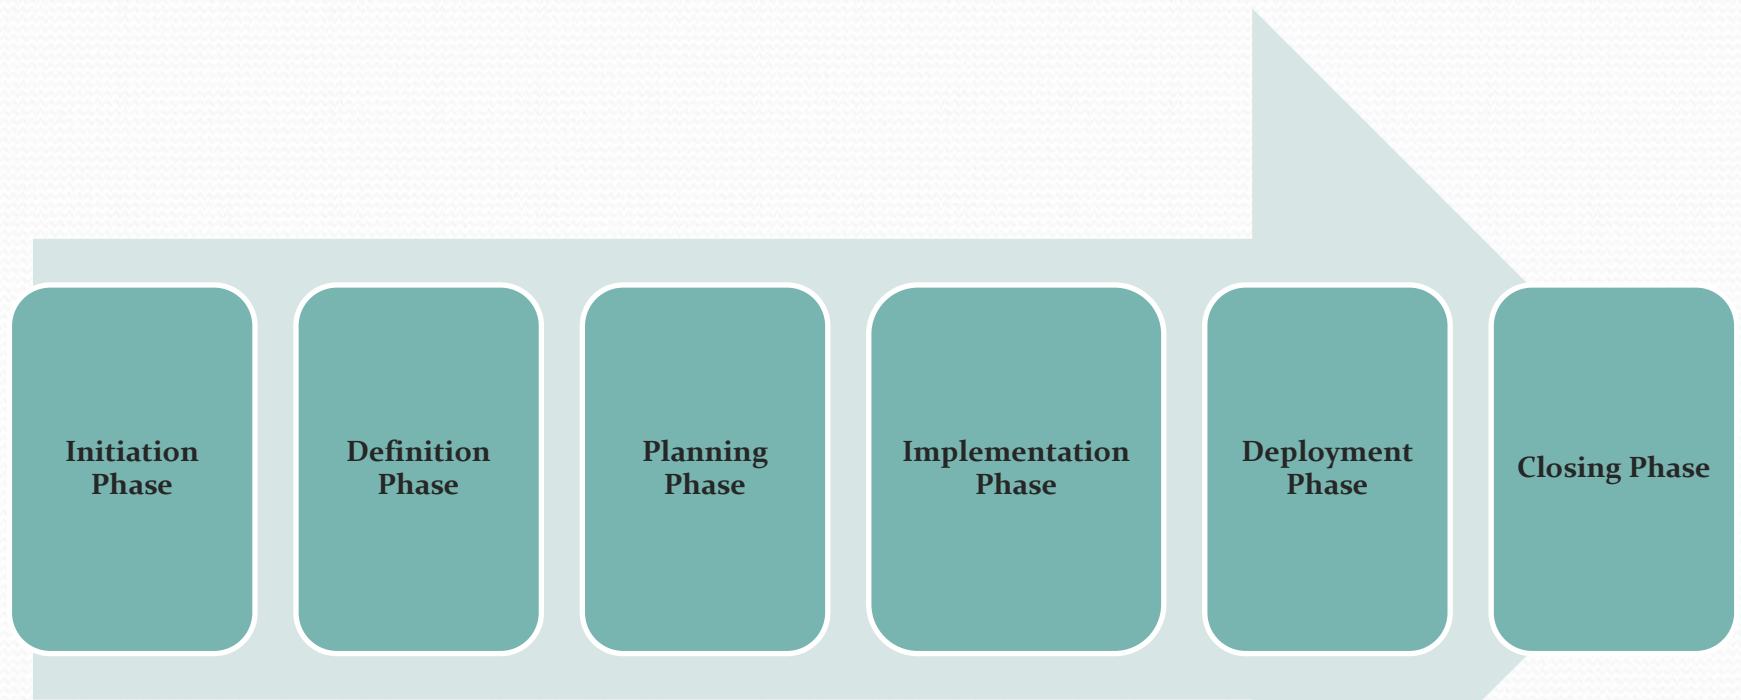 Initiation
Phase
Definition
Phase
Planning
Phase
Implementation
Phase
Deployment
Phase
Closing Phase